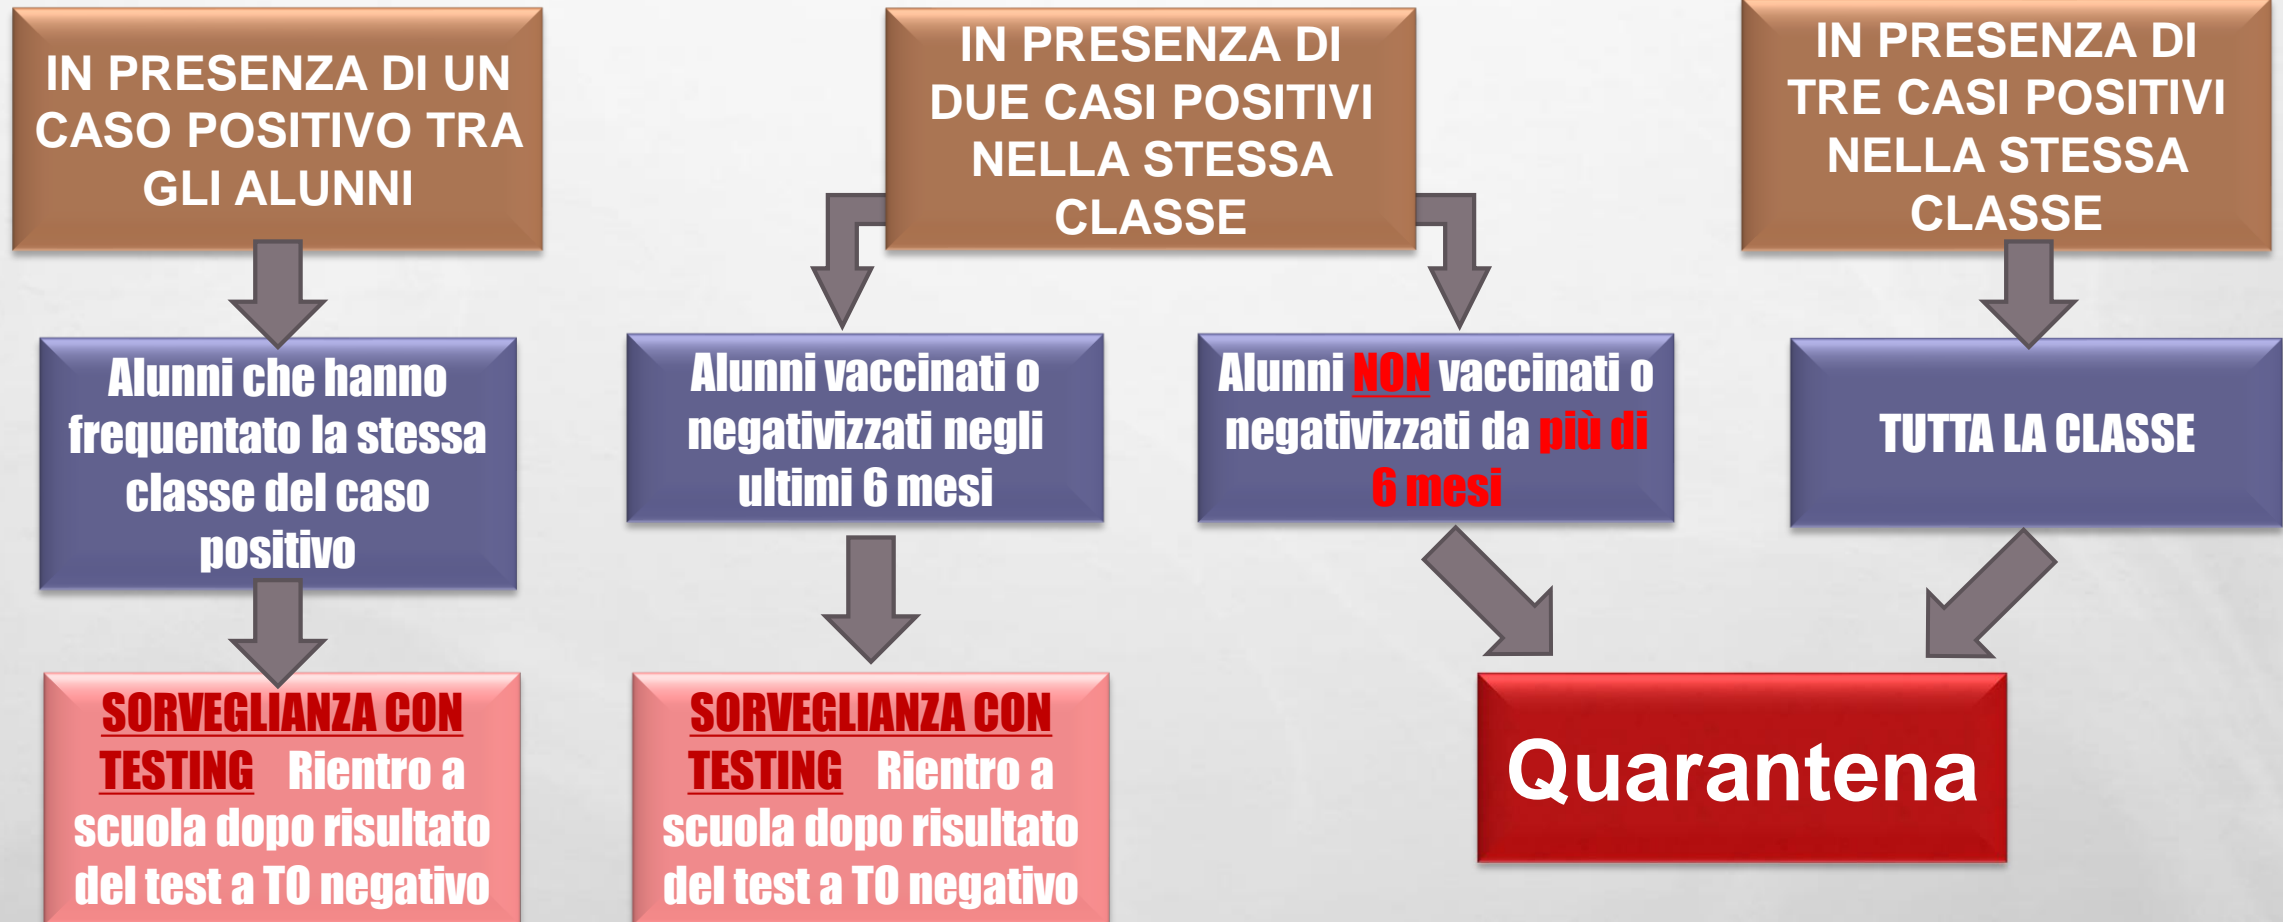 IN PRESENZA DI UN
CASO POSITIVO TRA
GLI ALUNNI
IN PRESENZA DI
DUE CASI POSITIVI
NELLA STESSA
CLASSE
IN PRESENZA DI
TRE CASI POSITIVI
NELLA STESSA
CLASSE
Alunni che hanno
frequentato la stessa
classe del caso
positivo
Alunni vaccinati o
negativizzati negli
ultimi 6 mesi
Alunni NON vaccinati o
negativizzati da più di
6 mesi
TUTTA LA CLASSE
SORVEGLIANZA CON
TESTING Rientro a
scuola dopo risultato
del test a T0 negativo
SORVEGLIANZA CON
TESTING Rientro a
scuola dopo risultato
del test a T0 negativo
Quarantena